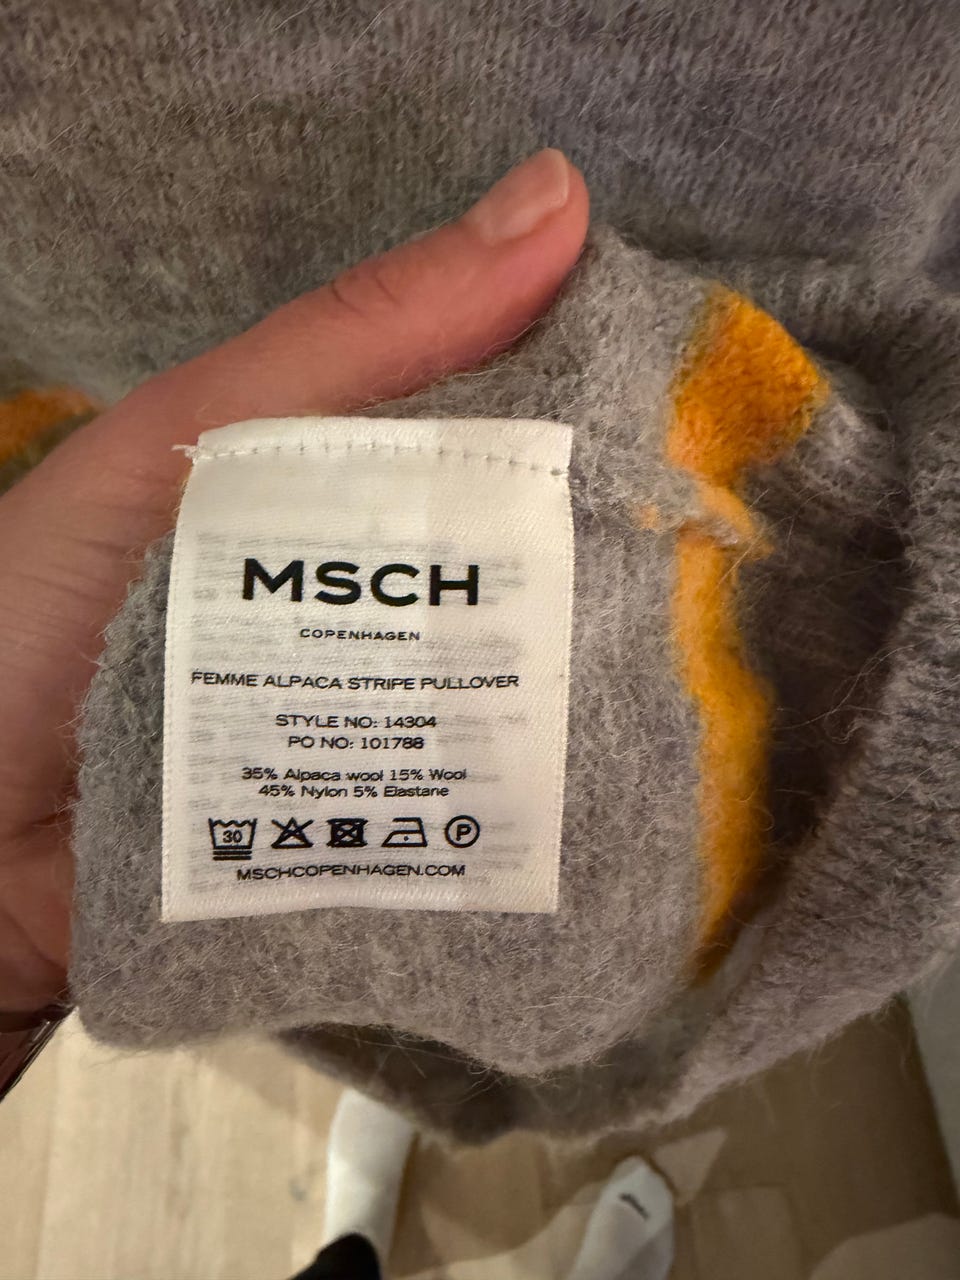 MSCH
COPENHAGEN
FEMME ALPACA STRIPE PULLOVER
STYLE NO: 14304
PO NO: 101788
35% Alpaca wool 15% Wool
45% Nylon 5% Elastane
30 P
MSCHCOPENHAGEN.COM